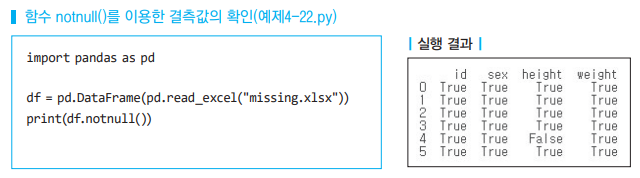 함수 notnull()를 이용한 결측값의 확인(예제4-22.py)
import pandas as pd
df = pd.DataFrame(pd.read_excel("missing.xlsx"))
print(df.notnull())
| 실행 결과 |
id sex height weight
0 True True True True
1 True True True True
2 True True True True
3 True True True True
4 True True False True
5 True True True True